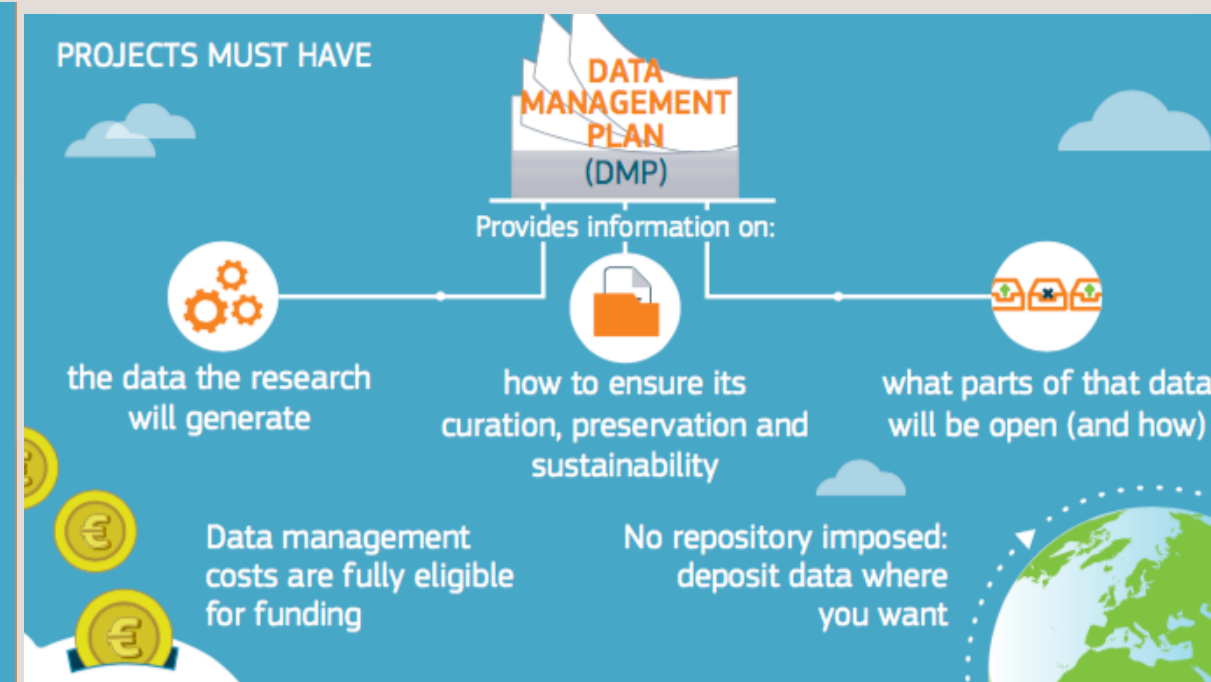 PROJECTS MUST HAVE
DATA
MANAGEMENT
PLAN
(DMP)
Provides information on:
the data the research
will generate
how to ensure its
curation, preservation and
sustainability
what parts of that data
will be open (and how)
Data management
costs are fully eligible
for funding
No repository imposed:
deposit data where
you want
€
€
€